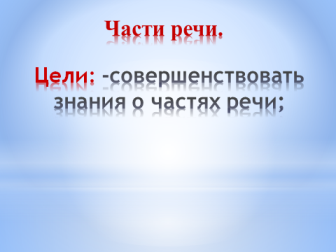 Части речи.
Цели: -совершенствовать
знания о частях речи;